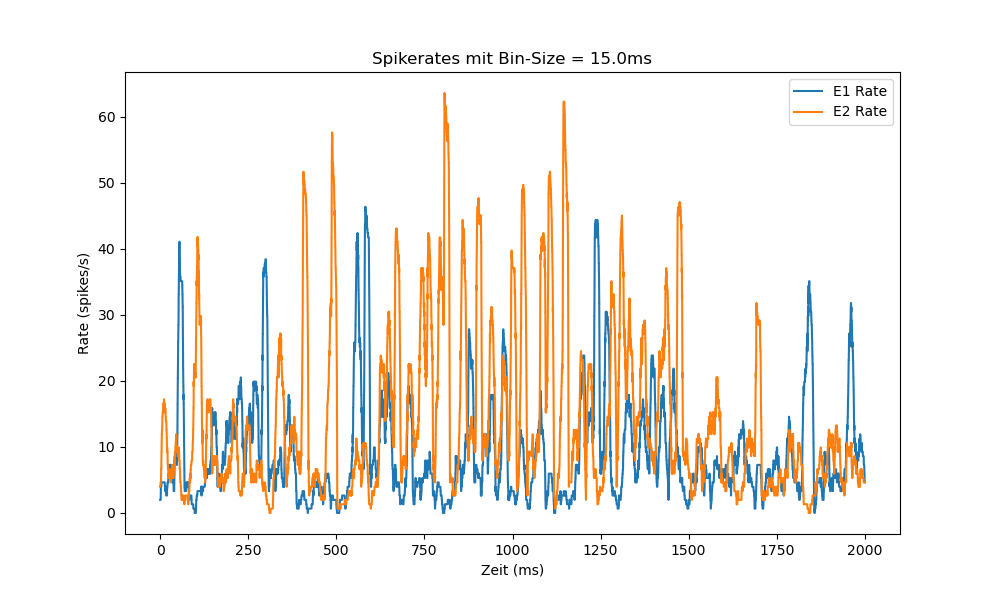 Spikerates mit Bin-Size = 15.0ms
E1 Rate
E2 Rate
Rate (spikes/s)
60
50
40
30
20
10
0
0 250 500 750 1000 1250 1500 1750 2000
Zeit (ms)